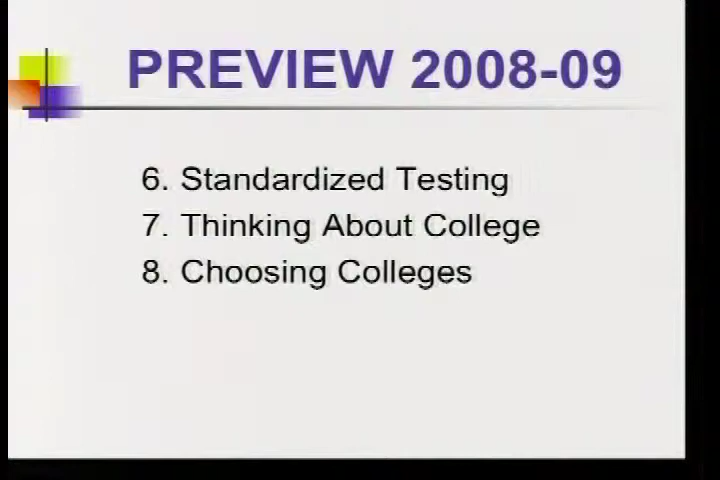 PREVIEW 2008-09
6. Standardized Testing
7. Thinking About College
8. Choosing Colleges